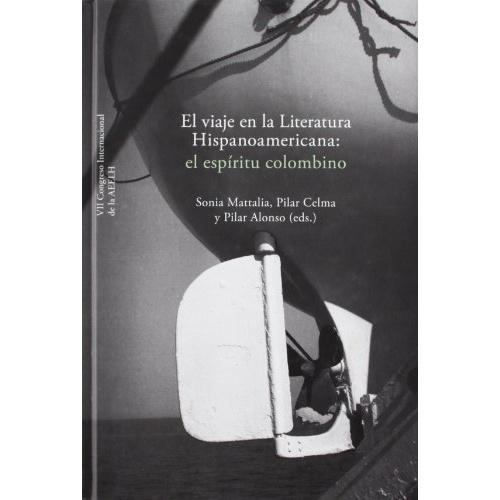 El viaje en la Literatura
Hispanoamericana:
el espíritu colombino
Sonia Mattalia, Pilar Celma
y Pilar Alonso (eds.)
VII Congreso Internacional
de la AEELH